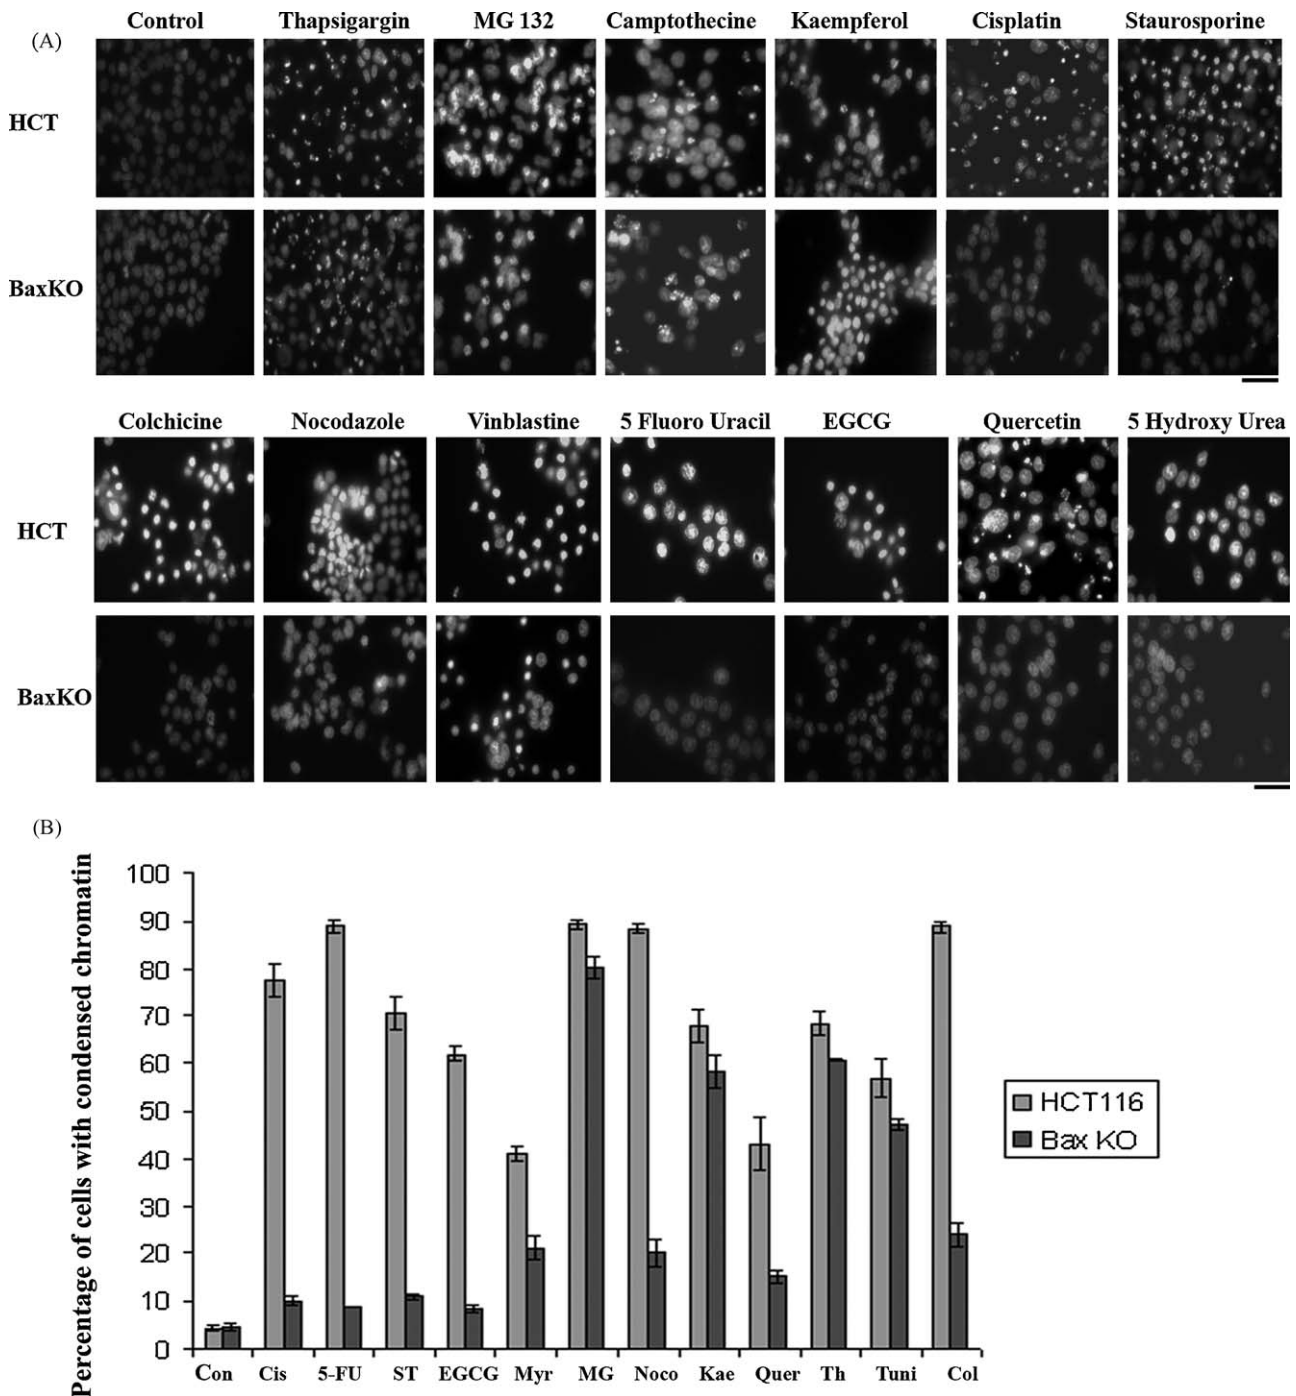 (A)
Control Thapsigargin MG 132 Camptothecine Kaempferol Cisplatin Staurosporine
HCT
BaxKO
Colchicine Nocodazole Vinblastine 5 Fluoro Uracil EGCG Quercetin 5 Hydroxy Urea
HCT
BaxKO
(B)
Percentage of cells with condensed chromatin
100
90
80
70
60
50
40
30
20
10
0
Con Cis 5-FU ST EGCG Myr MG Noco Kae Quer Th Tuni Col
HCT116
Bax KO